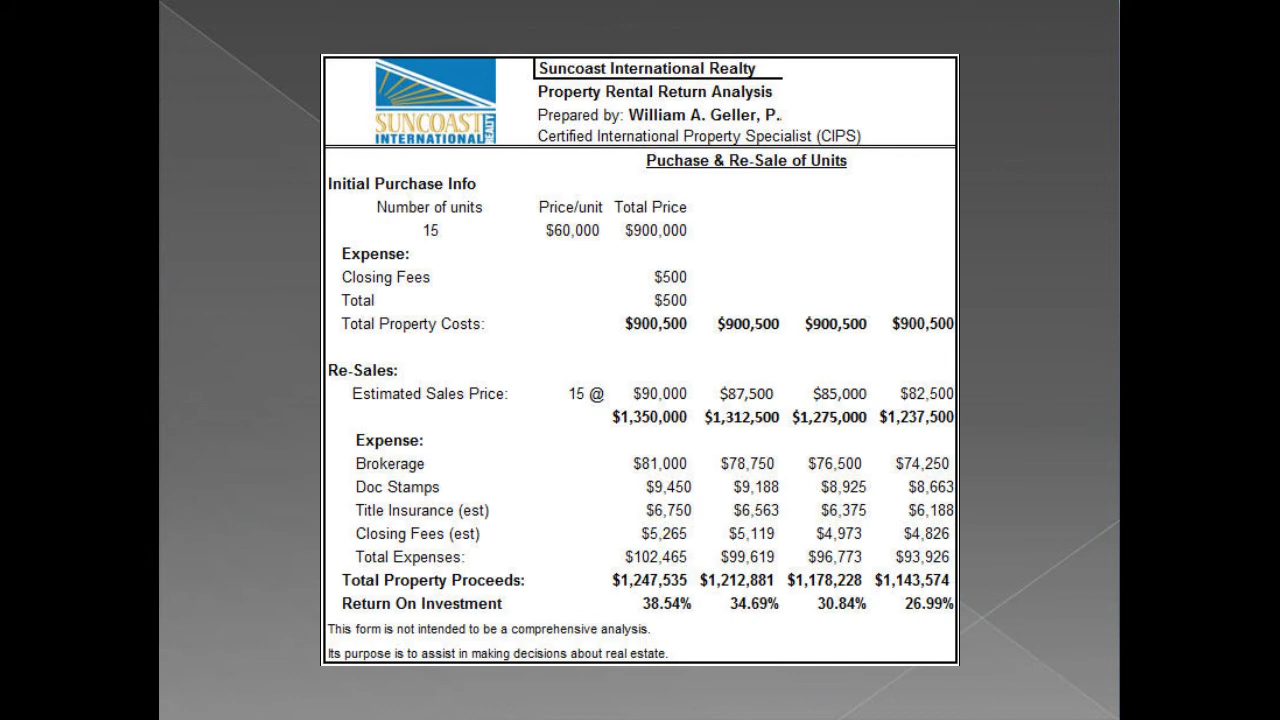 SUNCOAST
INTERNATIONAL
REALTY
Suncoast International Realty
Property Rental Return Analysis
Prepared by: William A. Geller, P..
Certified International Property Specialist (CIPS)
Puchase & Re-Sale of Units
Initial Purchase Info
Number of units Price/unit Total Price
15 $60,000 $900,000
Expense:
Closing Fees $500
Total $500
Total Property Costs: $900,500 $900,500 $900,500 $900,500
Re-Sales:
Estimated Sales Price: 15 @ $90,000 $87,500 $85,000 $82,500
$1,350,000 $1,312,500 $1,275,000 $1,237,500
Expense:
Brokerage $81,000 $78,750 $76,500 $74,250
Doc Stamps $9,450 $9,188 $8,925 $8,663
Title Insurance (est) $6,750 $6,563 $6,375 $6,188
Closing Fees (est) $5,265 $5,119 $4,973 $4,826
Total Expenses: $102,465 $99,619 $96,773 $93,926
Total Property Proceeds: $1,247,535 $1,212,881 $1,178,228 $1,143,574
Return On Investment 38.54% 34.69% 30.84% 26.99%
This form is not intended to be a comprehensive analysis.
Its purpose is to assist in making decisions about real estate.